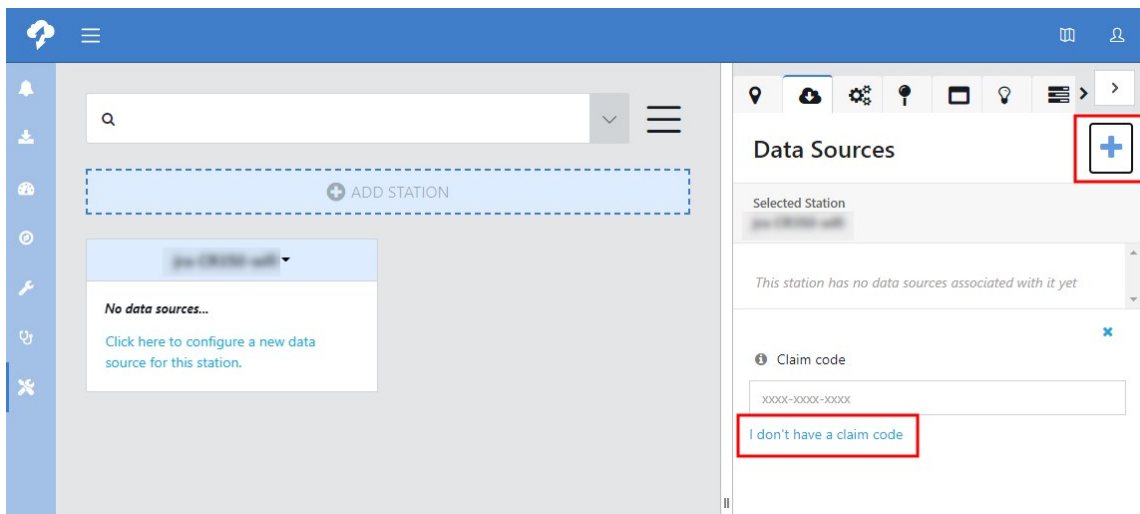 ADD STATION
No data sources...
Click here to configure a new data
source for this station.
Data Sources
Selected Station
This station has no data sources associated with it yet
Claim code
xxxx-xxxx-xxxx
I don't have a claim code